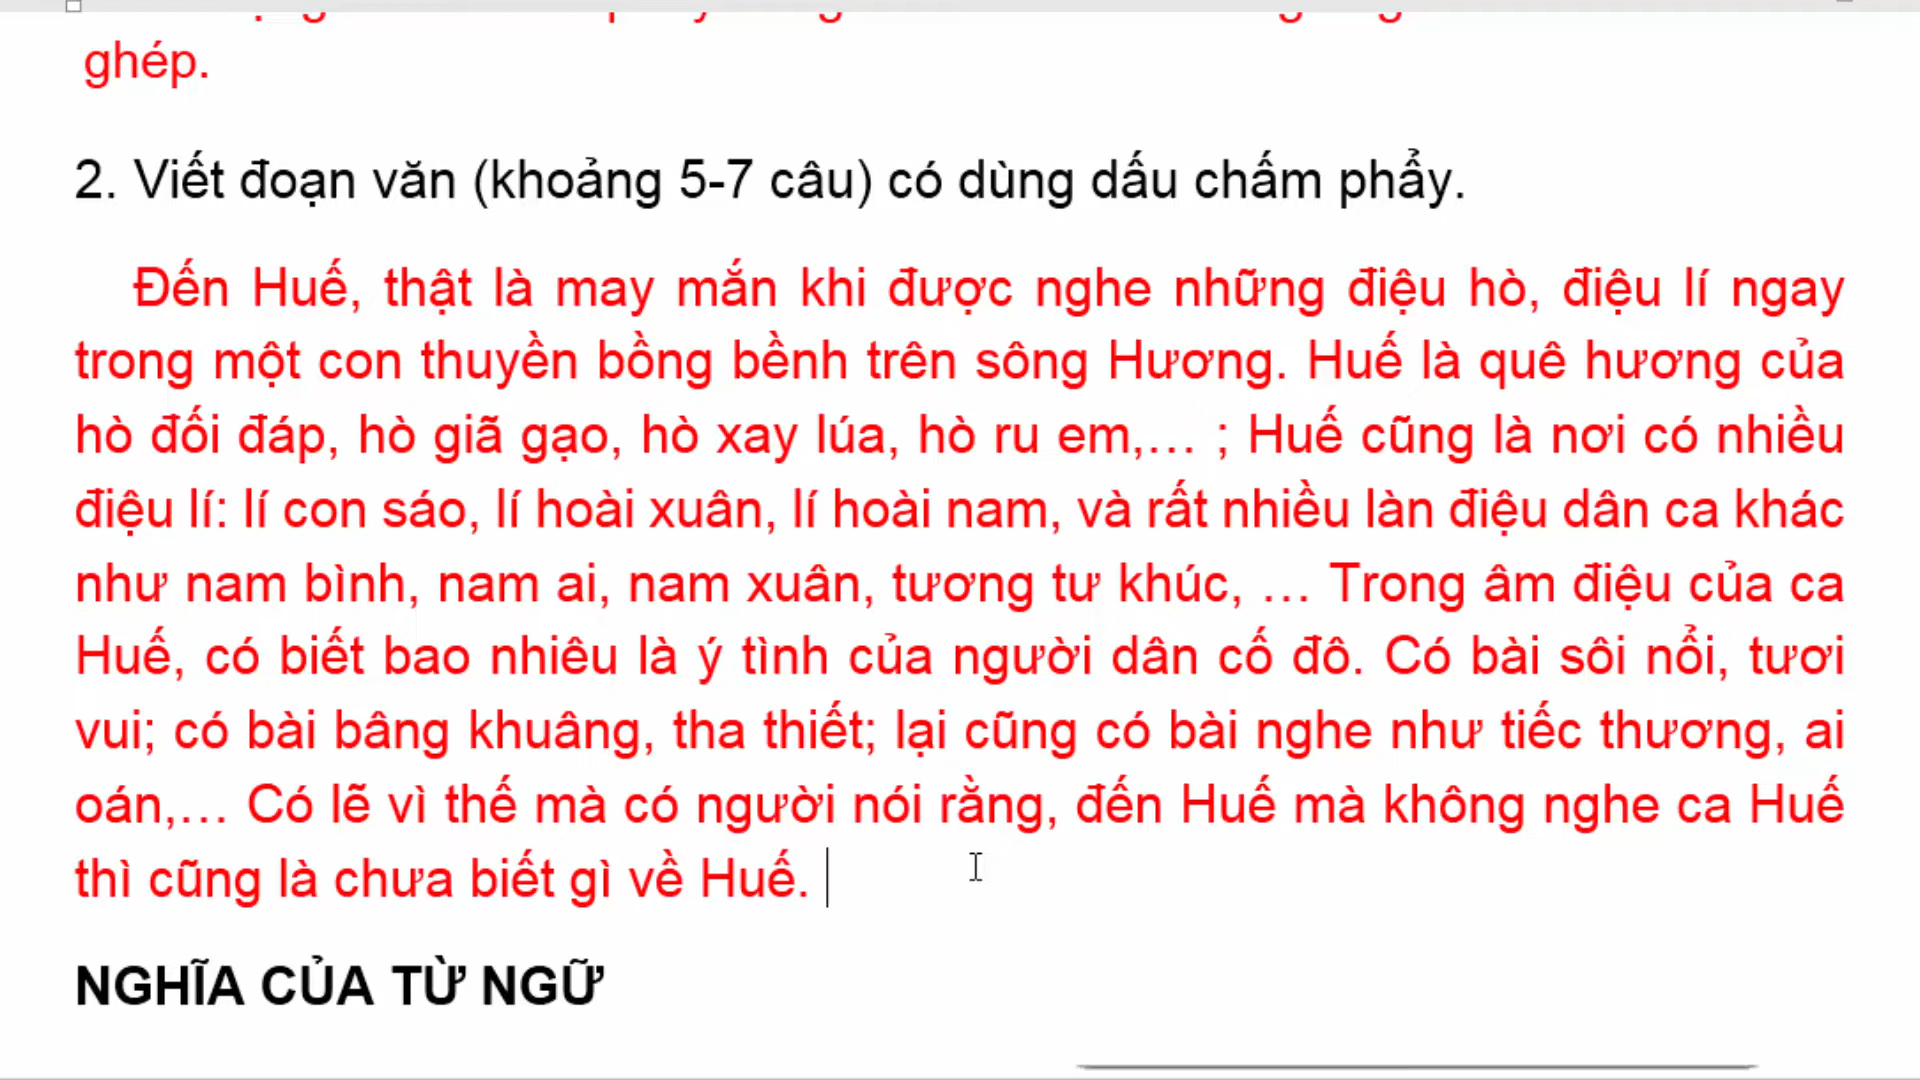 ghép.
2. Viết đoạn văn (khoảng 5-7 câu) có dùng dấu chấm phẩy.
Đến Huế, thật là may mắn khi được nghe những điệu hò, điệu lí ngay
trong một con thuyền bồng bềnh trên sông Hương. Huế là quê hương của
hò đối đáp, hò giã gạo, hò xay lúa, hò ru em,… ; Huế cũng là nơi có nhiều
điệu lí: lí con sáo, lí hoài xuân, lí hoài nam, và rất nhiều làn điệu dân ca khác
như nam bình, nam ai, nam xuân, tương tư khúc, … Trong âm điệu của ca
Huế, có biết bao nhiêu là ý tình của người dân cố đô. Có bài sôi nổi, tươi
vui; có bài bâng khuâng, tha thiết; lại cũng có bài nghe như tiếc thương, ai
oán,… Có lẽ vì thế mà có người nói rằng, đến Huế mà không nghe ca Huế
thì cũng là chưa biết gì về Huế.
NGHĨA CỦA TỪ NGỮ